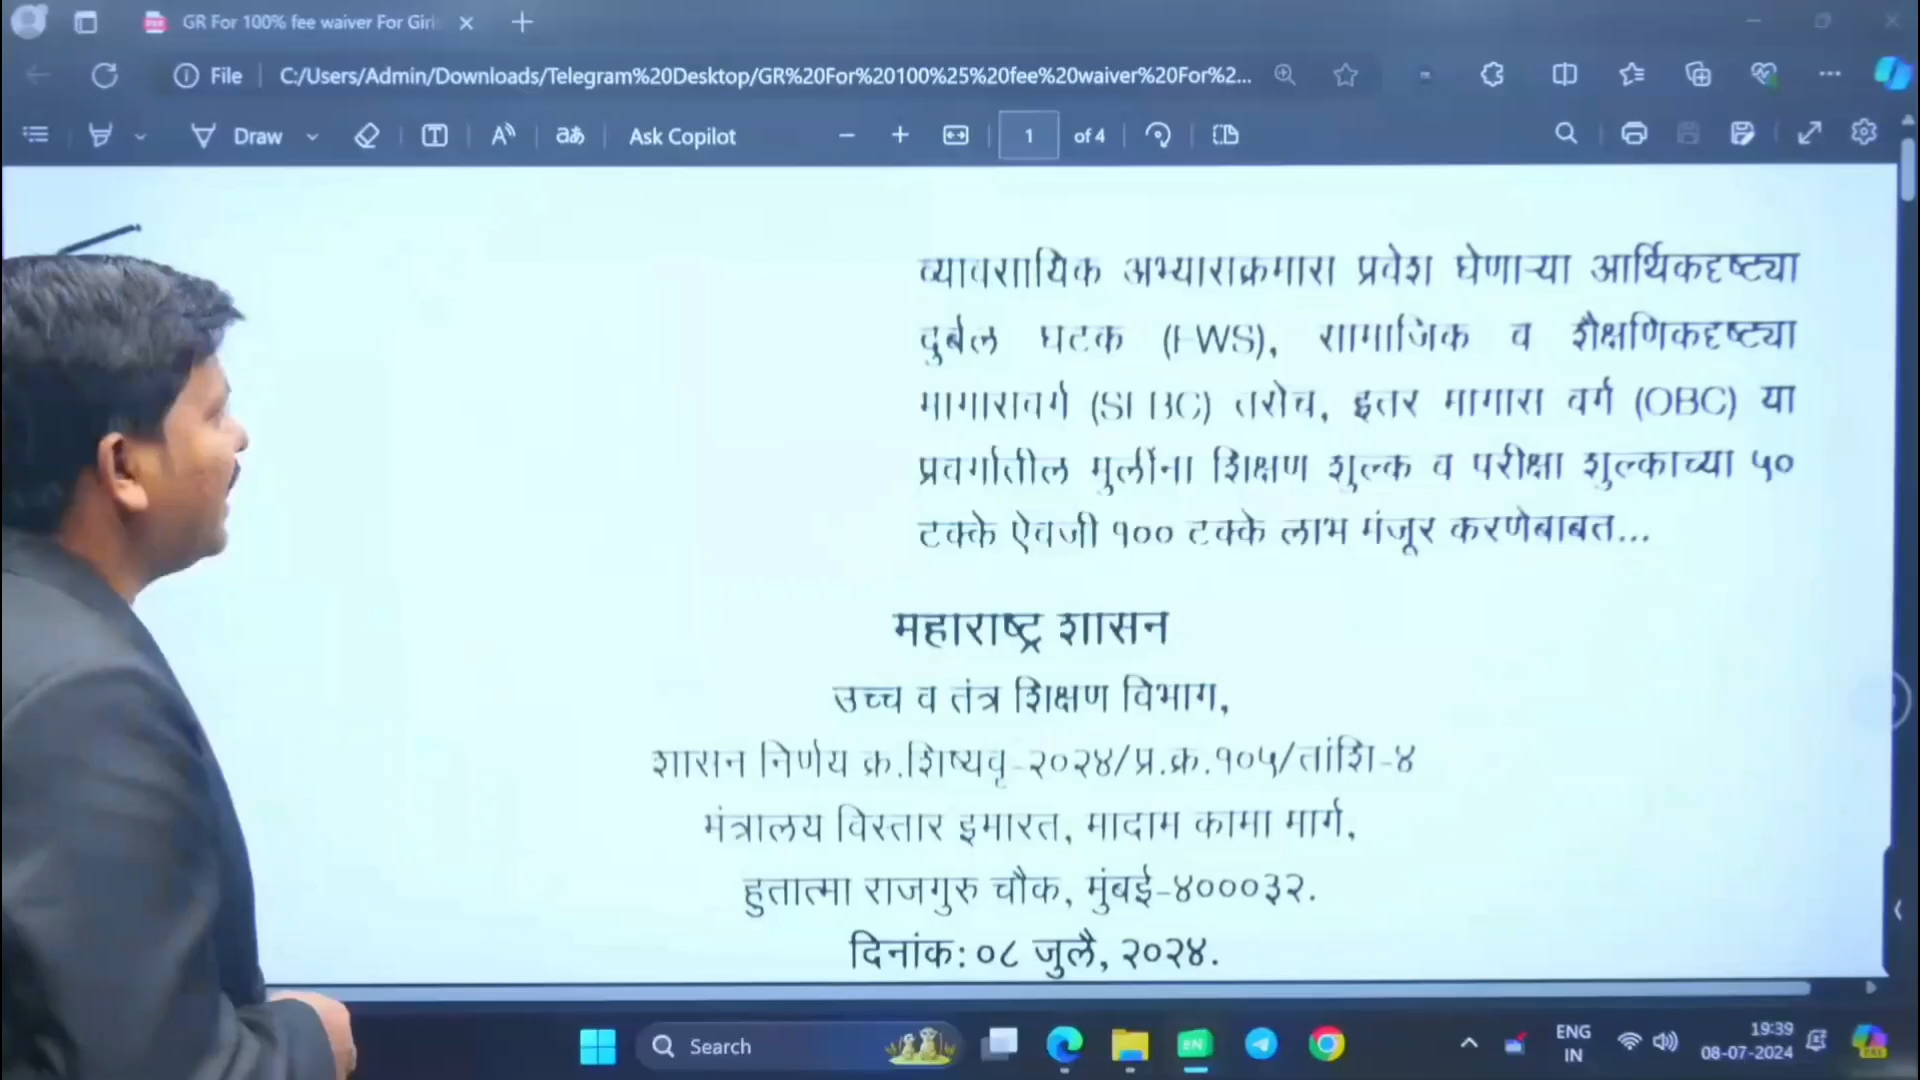 GR For 100% fee waiver For Girl
File
C:/Users/Admin/Downloads/Telegram%20Desktop/GR%20For%20100%25%20fee%20waiver%20For%2...
Draw
aあ
Ask Copilot
1 of 4
व्यावसायिक अभ्यासक्रमास प्रवेश घेणाऱ्या आर्थिकदृष्ट्या
दुर्बल घटक (EWS), सामाजिक व शैक्षणिकदृष्ट्या
मागासवर्ग (SEBC) तसेच, इतर मागास वर्ग (OBC) या
प्रवर्गातील मुलींना शिक्षण शुल्क व परीक्षा शुल्काच्या ५०
टक्के ऐवजी १०० टक्के लाभ मंजूर करणेबाबत...
महाराष्ट्र शासन
उच्च व तंत्र शिक्षण विभाग,
शासन निर्णय क्र.शिष्यवृ-२०२४/प्र.क्र.१०५/तांशि-४
मंत्रालय विस्तार इमारत, मादाम कामा मार्ग,
हुतात्मा राजगुरु चौक, मुंबई-४०००३२.
दिनांक: ०८ जुलै, २०२४.
Search
EN
ENG
IN
19:39
08-07-2024